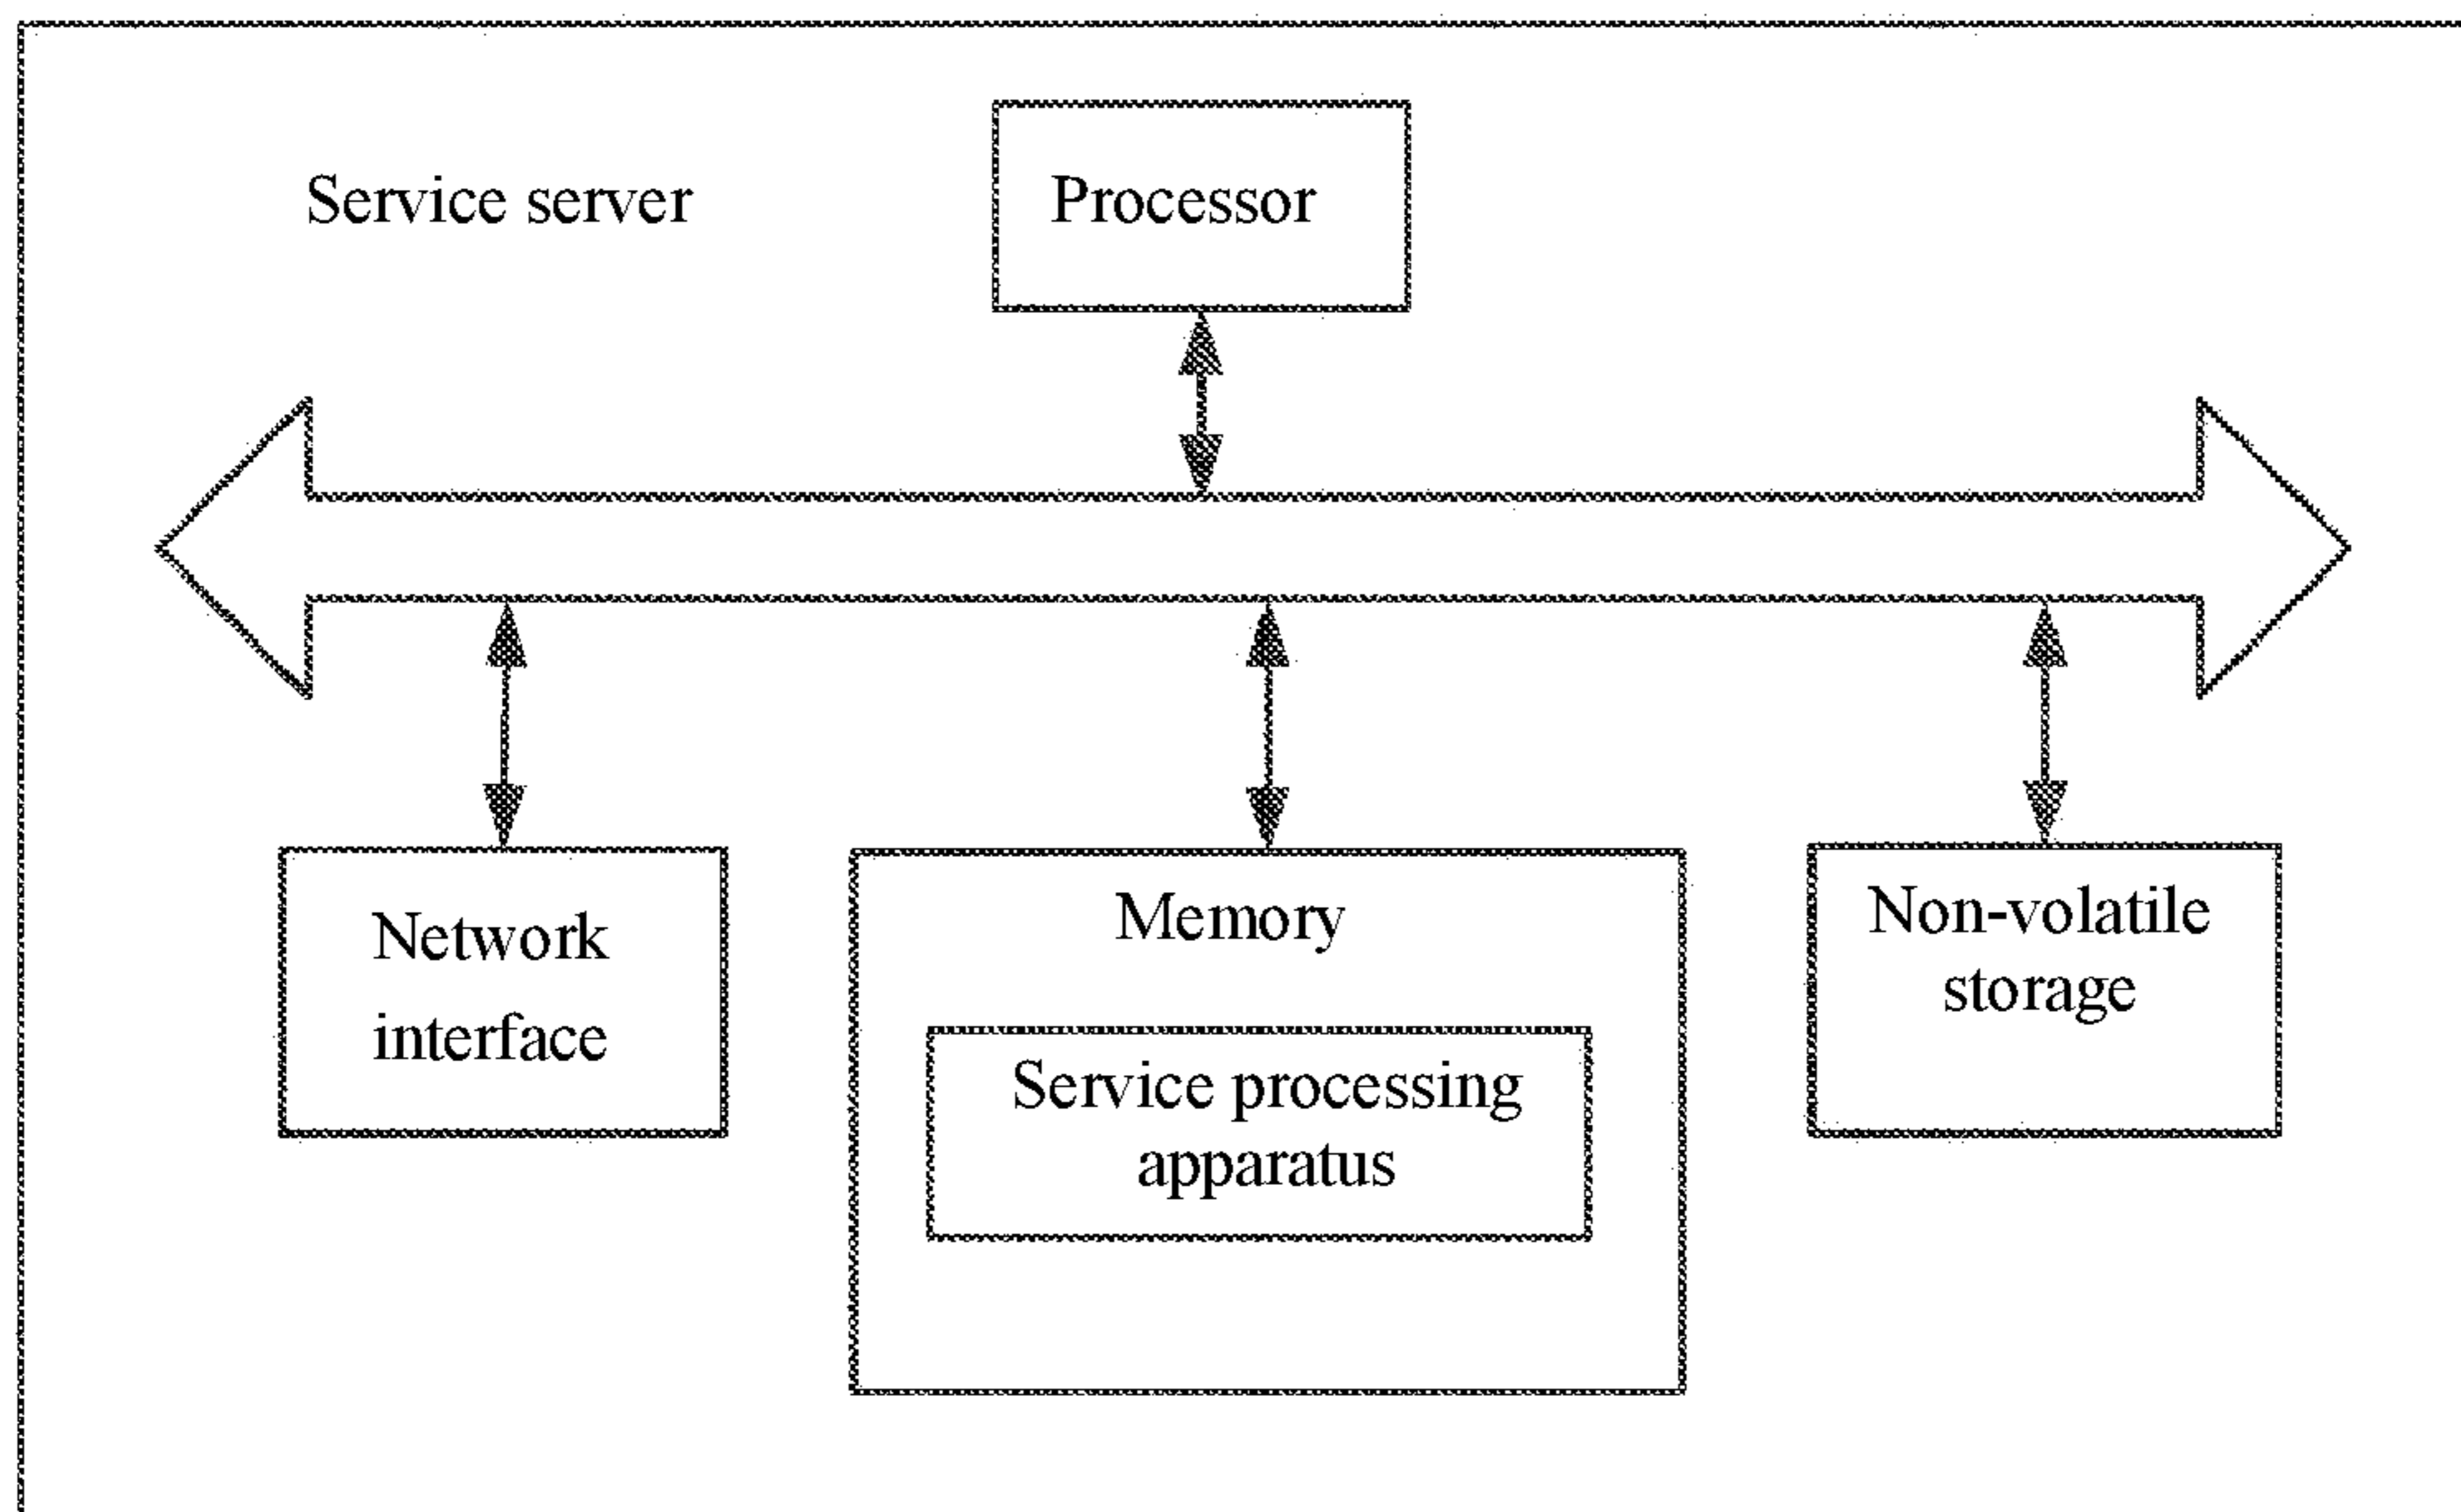 Service server
Processor
Network
interface
Memory
Service processing
apparatus
Non-volatile
storage